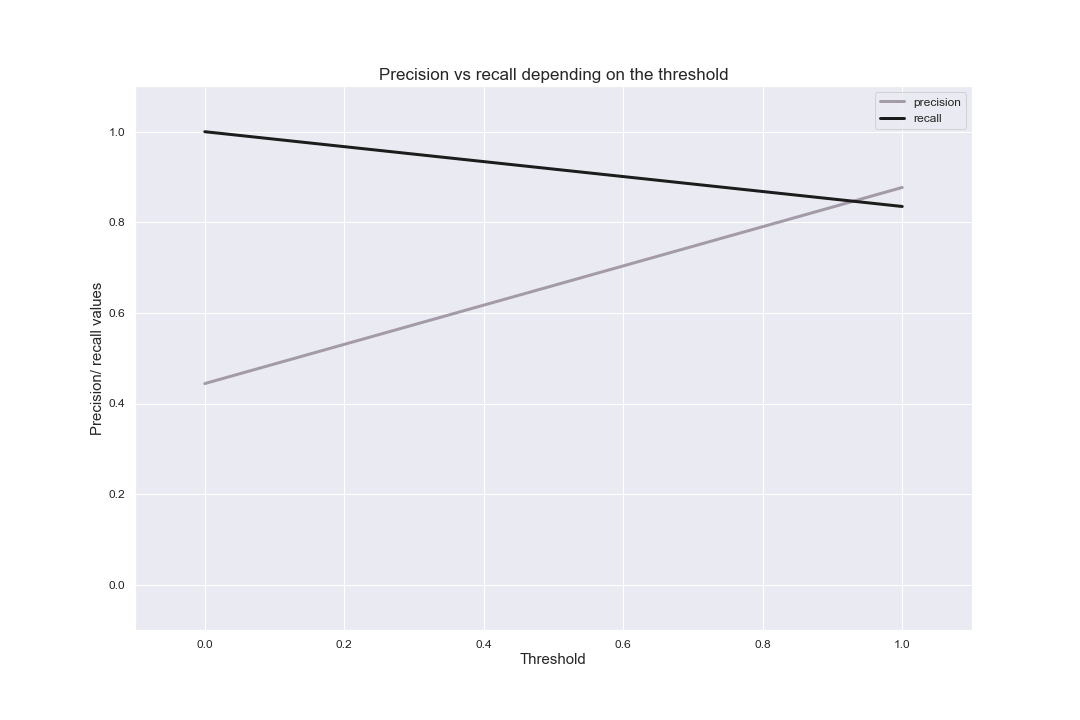 Precision vs recall depending on the threshold
precision
recall
Precision/ recall values
1.0
0.8
0.6
0.4
0.2
0.0
0.0 0.2 0.4 0.6 0.8 1.0
Threshold